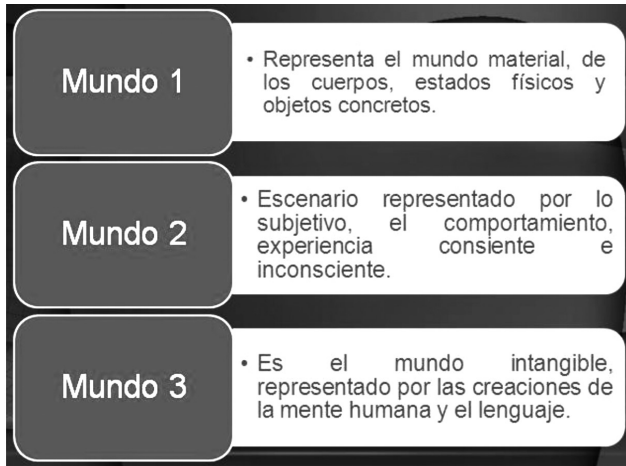 Mundo 1
• Representa el mundo material, de
los cuerpos, estados físicos y
objetos concretos.
Mundo 2
• Escenario representado por lo
subjetivo, el comportamiento,
experiencia consiente e
inconsciente.
Mundo 3
• Es el mundo intangible,
representado por las creaciones de
la mente humana y el lenguaje.